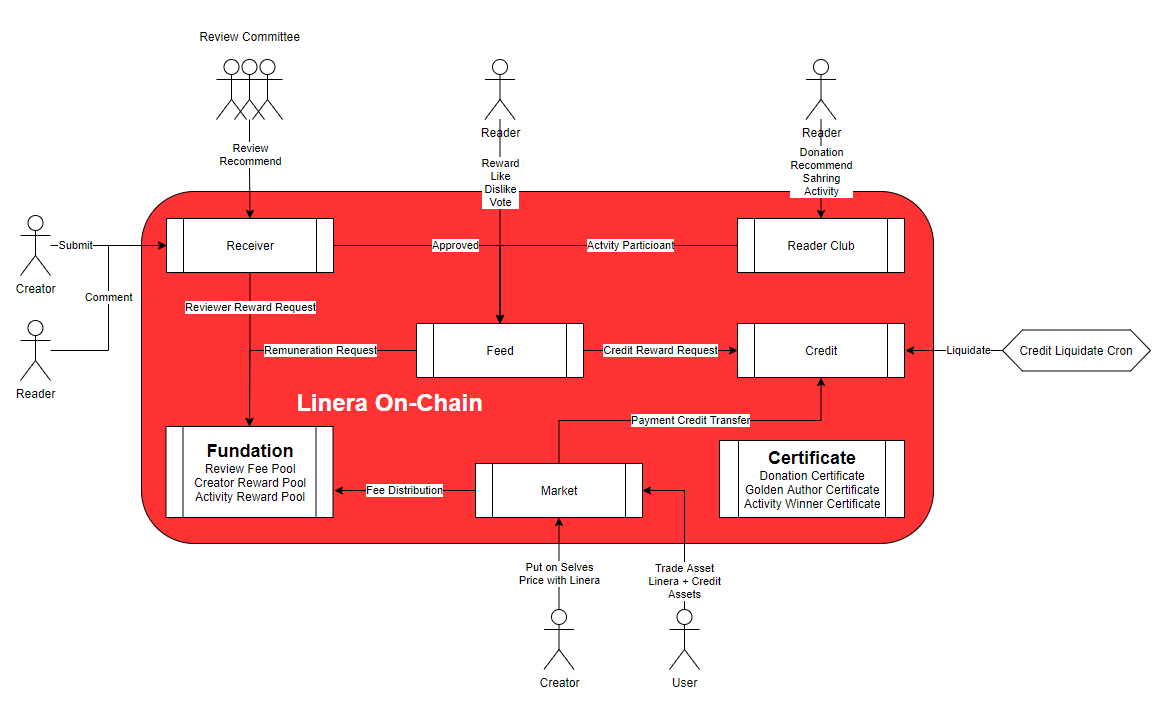 Review Committee
Reader
Reader
Review
Recommend
Reward
Like
Dislike
Vote
Donation
Recommend
Sahring
Activity
Creator
Submit
Receiver
Approved
Actvity Particioant
Reader Club
Comment
Reader
Reviewer Reward Request
Remuneration Request
Feed
Credit Reward Request
Credit
Liquidate
Credit Liquidate Cron
Linera On-Chain
Payment Credit Transfer
Fundation
Review Fee Pool
Creator Reward Pool
Activity Reward Pool
Fee Distribution
Market
Certificate
Donation Certificate
Golden Author Certificate
Activity Winner Certificate
Put on Selves
Price with Linera
Trade Asset
Linera + Credit
Assets
Creator
User